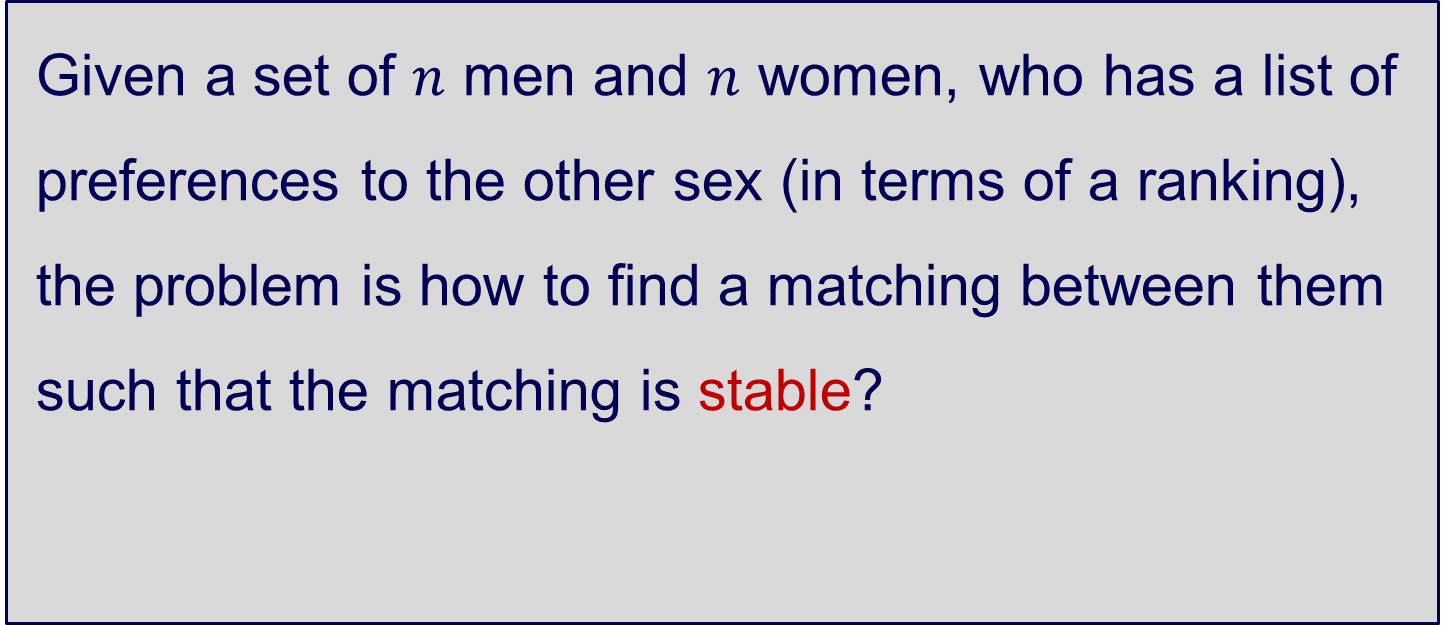 Given a set of n men and n women, who has a list of
preferences to the other sex (in terms of a ranking),
the problem is how to find a matching between them
such that the matching is stable?